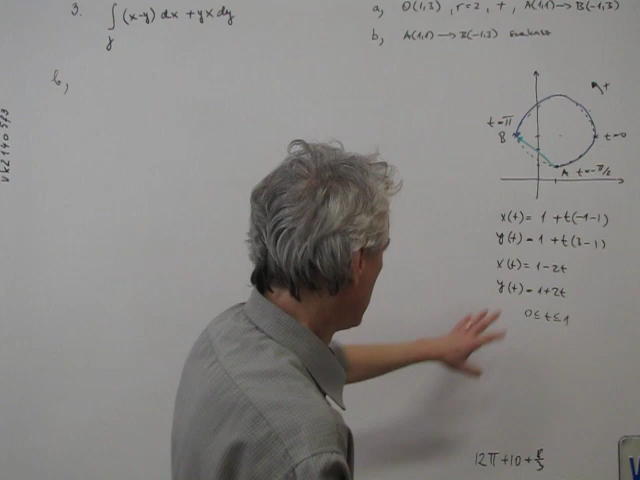 3. ∫ (x-y) dx + yx dy
γ
a, O(1,3), r=2, +, A(1,1) → B(-1,3)
b, A(1,1) → B(-1,3) szakasz
b,
+
t=π
B
t=0
A t=-π/2
x(t) = 1 + t(-1-1)
y(t) = 1 + t(3-1)
x(t) = 1-2t
y(t) = 1+2t
0 ≤ t ≤ 1
12π+10+8/3